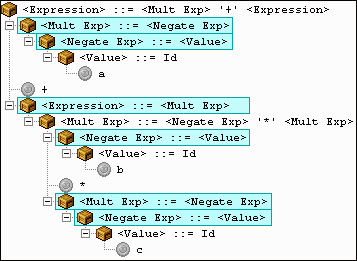 <Expression> ::= <Mult Exp> '+' <Expression>
<Mult Exp> ::= <Negate Exp>
<Negate Exp> ::= <Value>
<Value> ::= Id
a
+
<Expression> ::= <Mult Exp>
<Mult Exp> ::= <Negate Exp> '*' <Mult Exp>
<Negate Exp> ::= <Value>
<Value> ::= Id
b
*
<Mult Exp> ::= <Negate Exp>
<Negate Exp> ::= <Value>
<Value> ::= Id
c